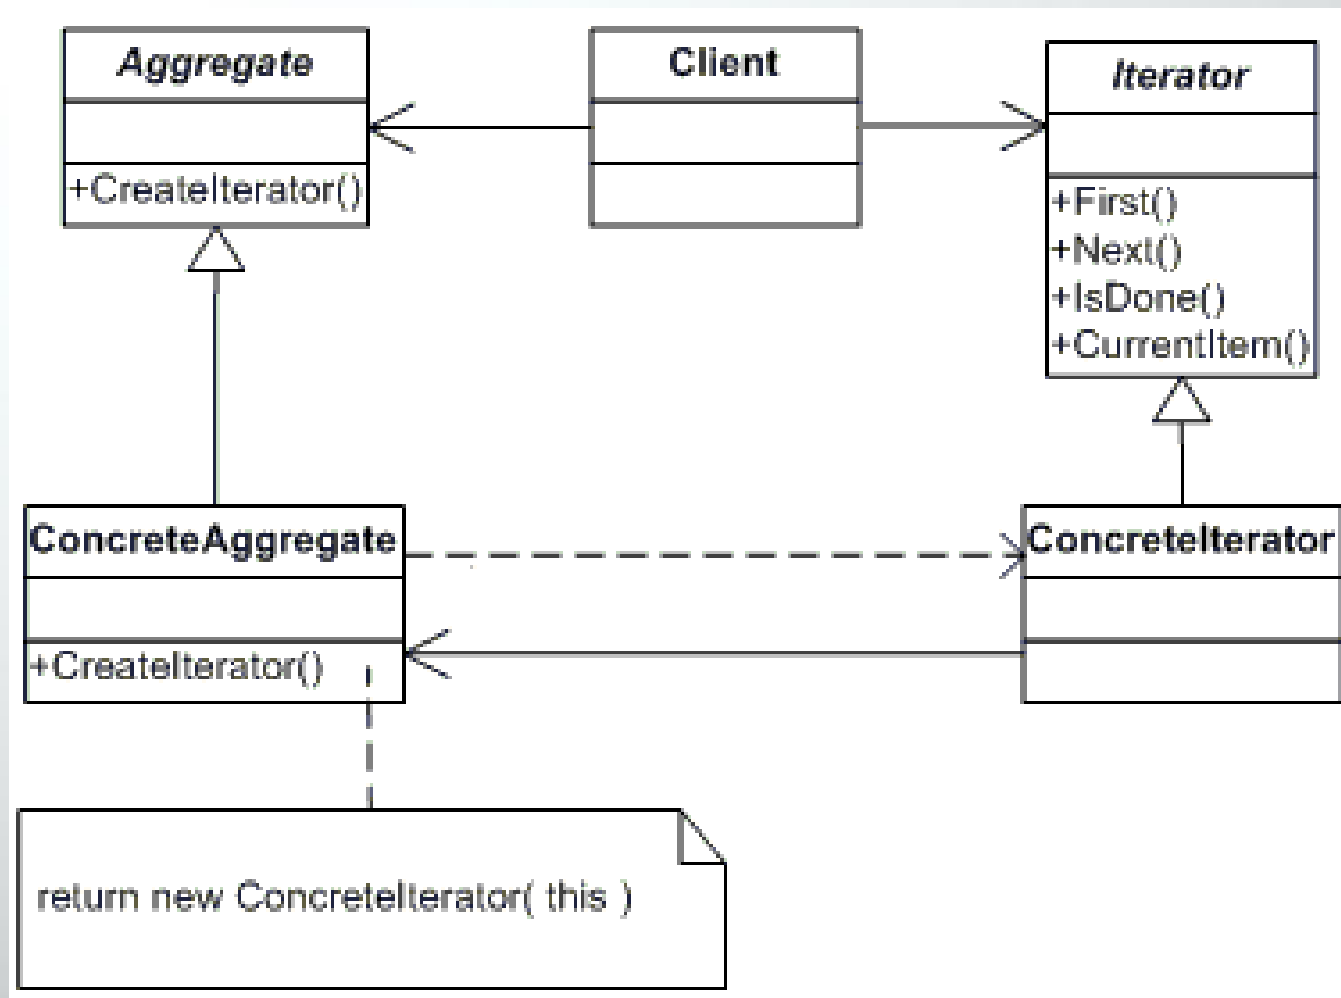 Aggregate
+CreateIterator()
Client
Iterator
+First()
+Next()
+IsDone()
+CurrentItem()
ConcreteAggregate
+CreateIterator()
ConcreteIterator
return new ConcreteIterator( this )